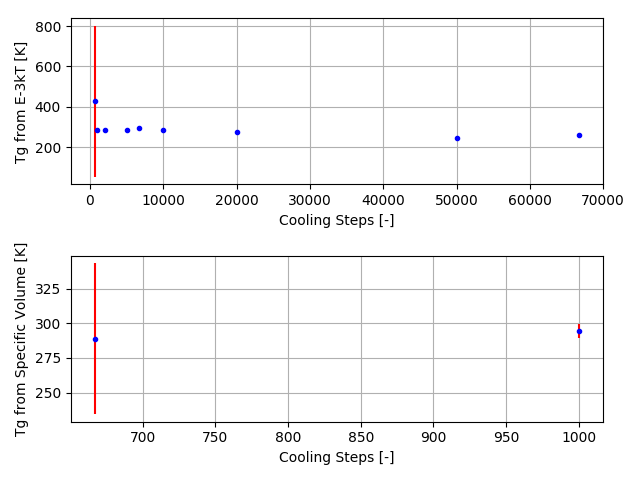 800
600
400
200
Tg from E-3kT [K]
0 10000 20000 30000 40000 50000 60000 70000
Cooling Steps [-]
325
300
275
250
Tg from Specific Volume [K]
700 750 800 850 900 950 1000
Cooling Steps [-]